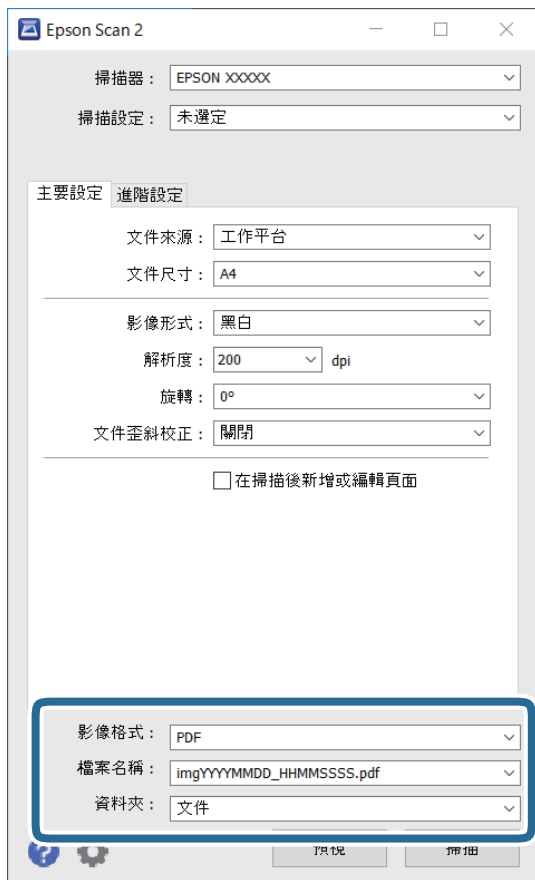 Epson Scan 2
掃描器： EPSON XXXXX
掃描設定： 未選定
主要設定 進階設定
文件來源： 工作平台
文件尺寸： A4
影像形式： 黑白
解析度： 200 dpi
旋轉： 0°
文件歪斜校正： 關閉
在掃描後新增或編輯頁面
影像格式： PDF
檔案名稱： imgYYYYMMDD_HHMMSSSS.pdf
資料夾： 文件
? 預視 掃描